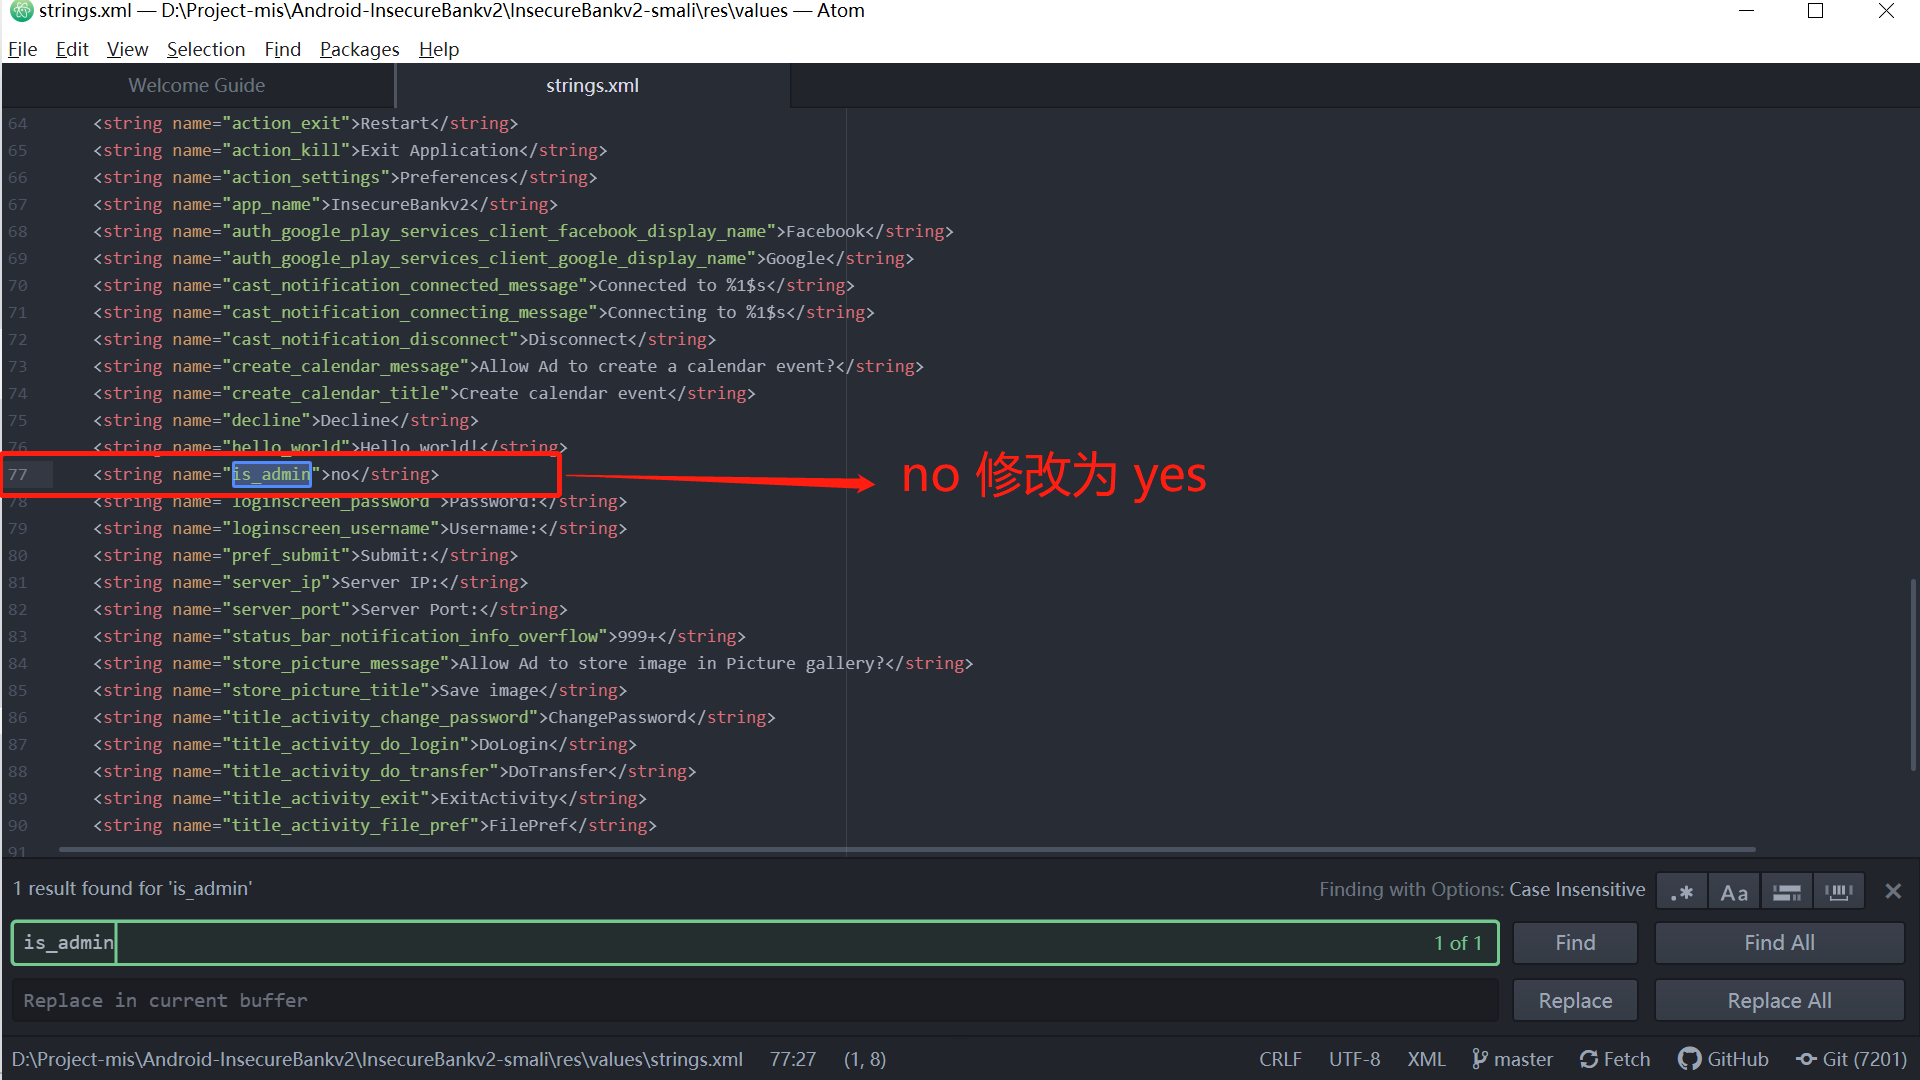 strings.xml — D:\Project-mis\Android-InsecureBankv2\InsecureBankv2-smali\res\values — Atom
File Edit View Selection Find Packages Help
Welcome Guide strings.xml
64 <string name="action_exit">Restart</string>
65 <string name="action_kill">Exit Application</string>
66 <string name="action_settings">Preferences</string>
67 <string name="app_name">InsecureBankv2</string>
68 <string name="auth_google_play_services_client_facebook_display_name">Facebook</string>
69 <string name="auth_google_play_services_client_google_display_name">Google</string>
70 <string name="cast_notification_connected_message">Connected to %1$s</string>
71 <string name="cast_notification_connecting_message">Connecting to %1$s</string>
72 <string name="cast_notification_disconnect">Disconnect</string>
73 <string name="create_calendar_message">Allow Ad to create a calendar event?</string>
74 <string name="create_calendar_title">Create calendar event</string>
75 <string name="decline">Decline</string>
76 <string name="hello_world">Hello world!</string>
77 <string name="is_admin">no</string>
no 修改为 yes
78 <string name="loginscreen_password">Password:</string>
79 <string name="loginscreen_username">Username:</string>
80 <string name="pref_submit">Submit:</string>
81 <string name="server_ip">Server IP:</string>
82 <string name="server_port">Server Port:</string>
83 <string name="status_bar_notification_info_overflow">999+</string>
84 <string name="store_picture_message">Allow Ad to store image in Picture gallery?</string>
85 <string name="store_picture_title">Save image</string>
86 <string name="title_activity_change_password">ChangePassword</string>
87 <string name="title_activity_do_login">DoLogin</string>
88 <string name="title_activity_do_transfer">DoTransfer</string>
89 <string name="title_activity_exit">ExitActivity</string>
90 <string name="title_activity_file_pref">FilePref</string>
91
1 result found for 'is_admin' Finding with Options: Case Insensitive .* Aa
is_admin 1 of 1 Find Find All
Replace in current buffer Replace Replace All
D:\Project-mis\Android-InsecureBankv2\InsecureBankv2-smali\res\values\strings.xml 77:27 (1, 8) CRLF UTF-8 XML master Fetch GitHub Git (7201)